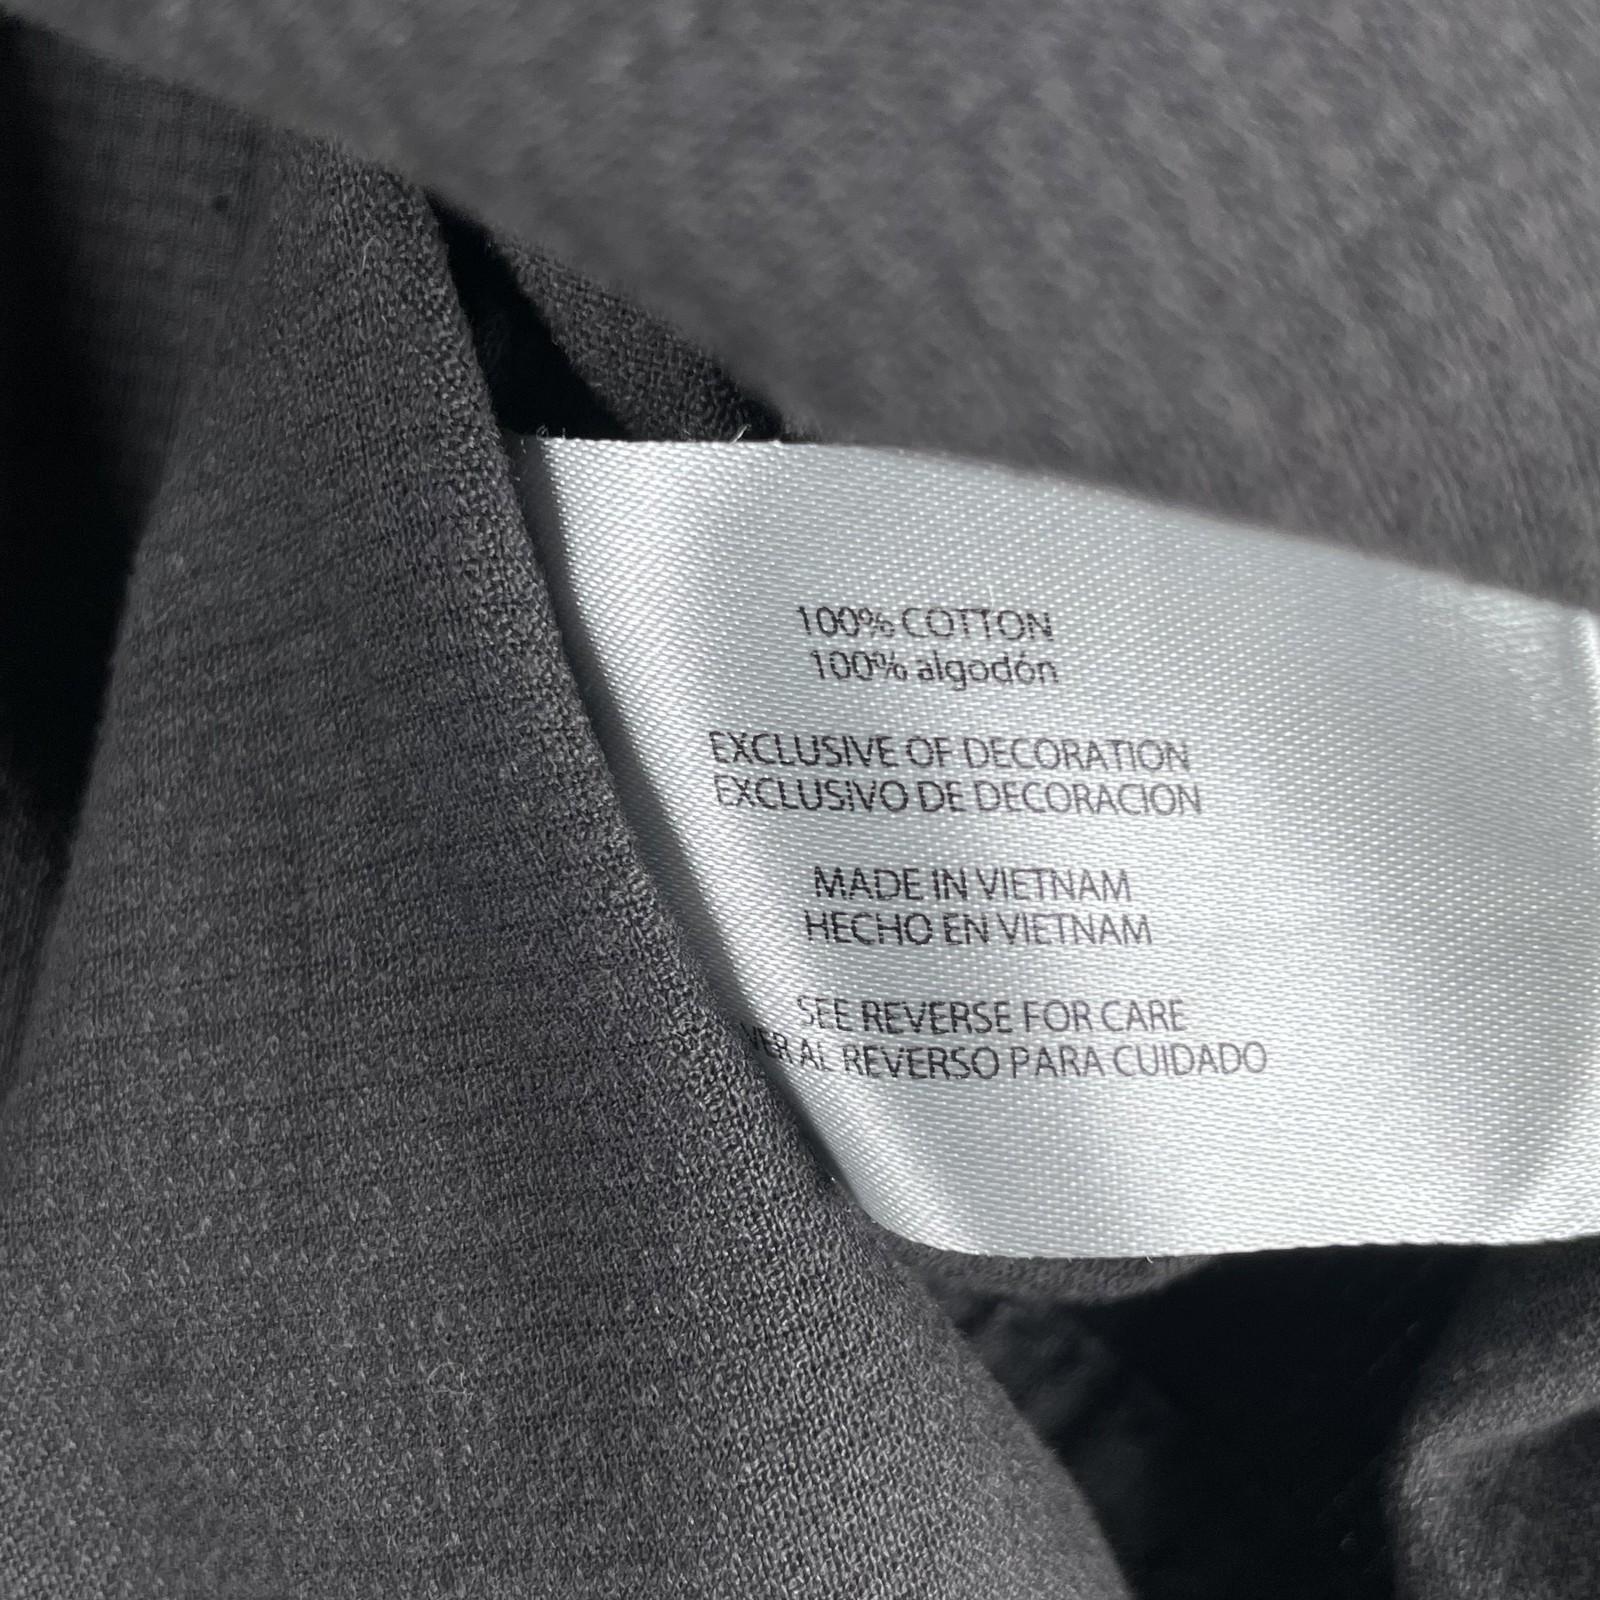 100% COTTON
100% algodón
EXCLUSIVE OF DECORATION
EXCLUSIVO DE DECORACION
MADE IN VIETNAM
HECHO EN VIETNAM
SEE REVERSE FOR CARE
VER AL REVERSO PARA CUIDADO